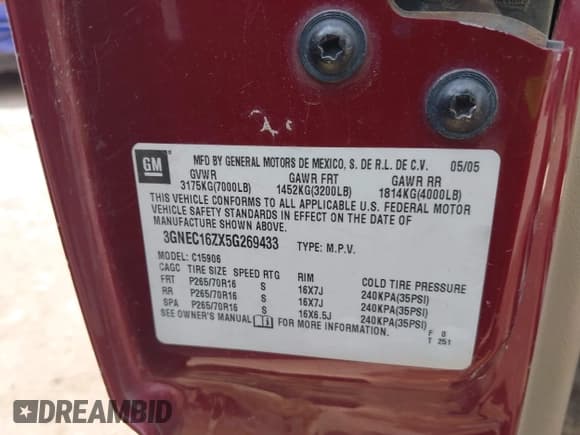 GM
MFD BY GENERAL MOTORS DE MEXICO, S. DE R.L. DE C.V. 05/05
GVWR GAWR FRT GAWR RR
3175KG(7000LB) 1452KG(3200LB) 1814KG(4000LB)
THIS VEHICLE CONFORMS TO ALL APPLICABLE U.S. FEDERAL MOTOR
VEHICLE SAFETY STANDARDS IN EFFECT ON THE DATE OF
MANUFACTURE SHOWN ABOVE.
3GNEC16ZX5G269433 TYPE: M.P.V.
MODEL: C15906
CAGC TIRE SIZE SPEED RTG RIM COLD TIRE PRESSURE
FRT P265/70R16 S 16X7J 240KPA(35PSI)
RR P265/70R16 S 16X7J 240KPA(35PSI)
SPA P265/70R16 S 16X6.5J 240KPA(35PSI)
SEE OWNER'S MANUAL FOR MORE INFORMATION.
F 0
T 251
DREAMBID